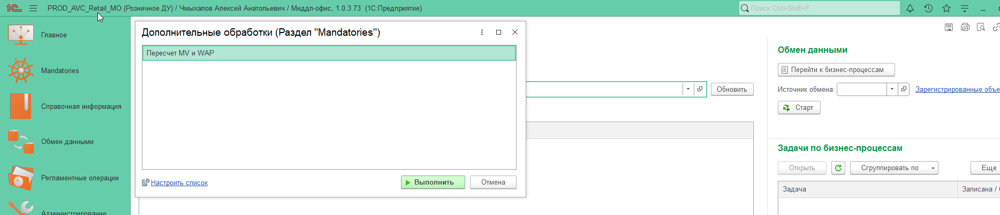 1С PROD_AVC_Retail_MO (Розничное ДУ) / Чмыхалов Алексей Анатольевич / Миддл-офис, 1.0.3.73 (1С:Предприятие)
Поиск Ctrl+Shift+F
Главное
Mandatories
Справочная информация
Обмен данными
Регламентные операции
Администрирование
Дополнительные обработки (Раздел "Mandatories")
Пересчет MV и WAP
Настроить список
Выполнить
Отмена
Обновить
Обмен данными
Перейти к бизнес-процессам
Источник обмена:
Зарегистрированные объе
Старт
Задачи по бизнес-процессам
Открыть
Сгруппировать по
Еще
Задача
Записана /